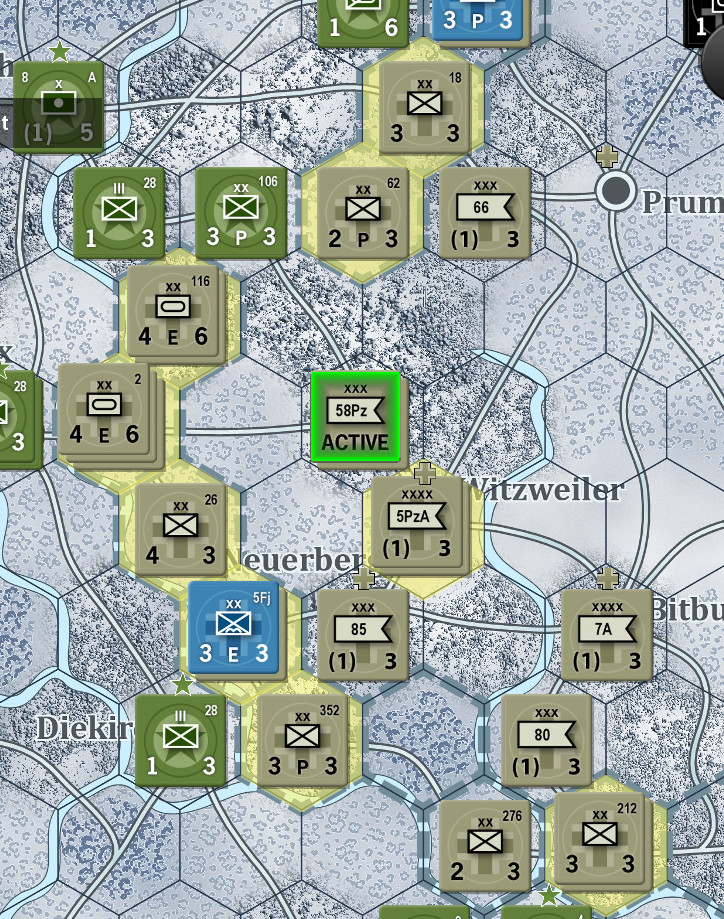 1 6
3 P 3
1
8 x A
(1) 5
t
xx 18
3 3
Prum
III 28
1 3
xx 106
3 P 3
xx 62
2 P 3
xxx
66
(1) 3
xx 116
4 E 6
28
3
xx 2
4 E 6
xxx
58Pz
ACTIVE
Witzweiler
xx 26
4 3
xxxx
5PzA
(1) 3
Neuerber
xx 5Fj
3 E 3
xxx
85
(1) 3
xxxx
7A
(1) 3
Bitbu
Diekir
III 28
1 3
xx 352
3 P 3
xxx
80
(1) 3
xx 276
2 3
xx 212
3 3